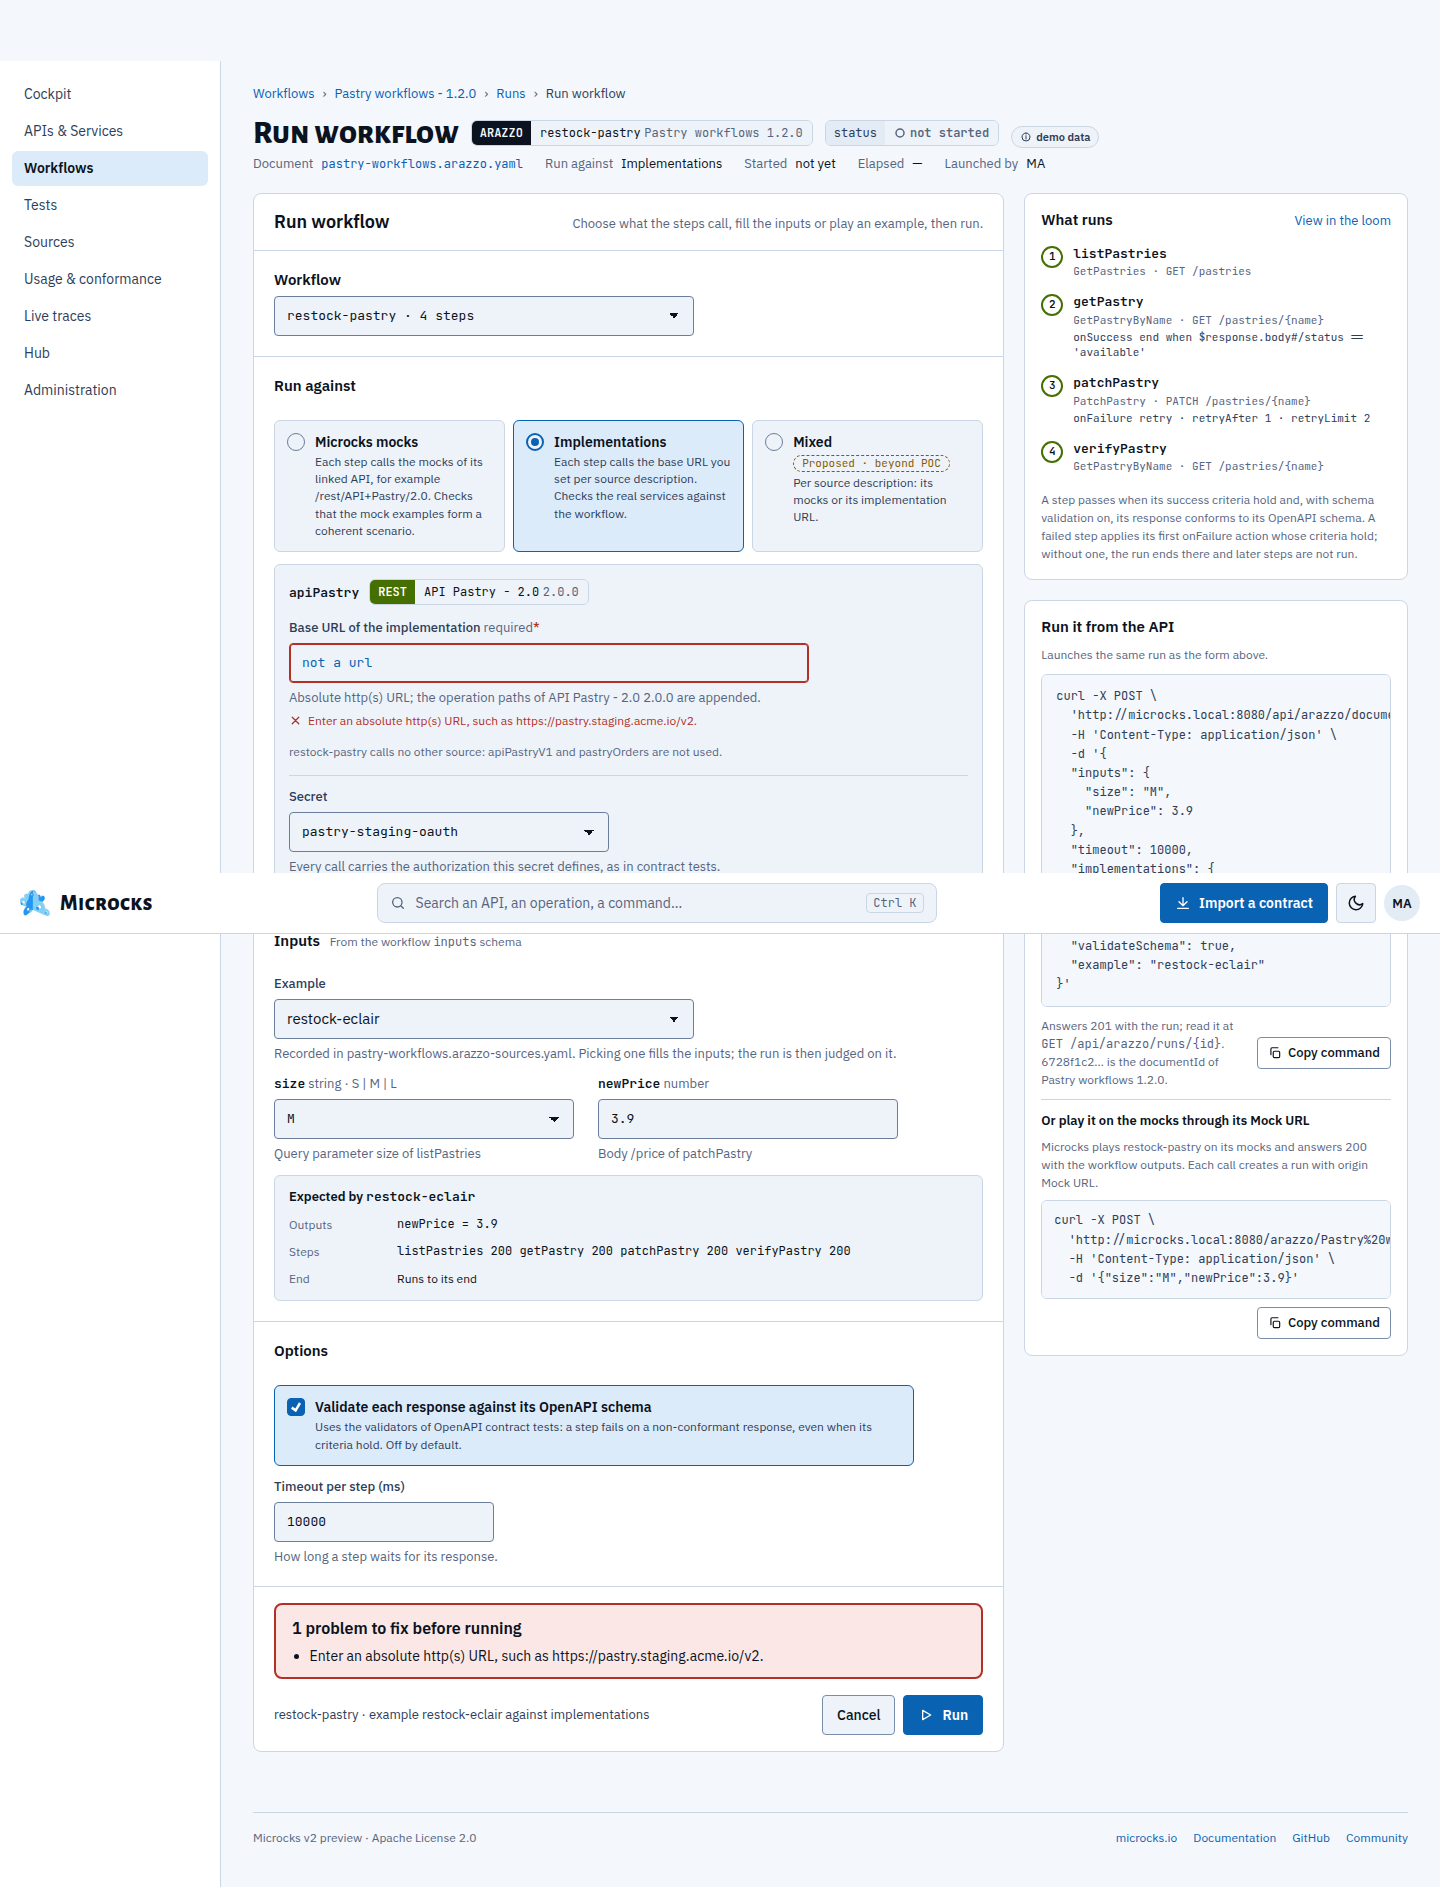 Workflows › Pastry workflows - 1.2.0 › Runs › Run workflow
Run workflow ARAZZO restock-pastry Pastry workflows 1.2.0 status not started demo data
Document pastry-workflows.arazzo.yaml Run against Implementations Started not yet Elapsed — Launched by MA
Cockpit
APIs & Services
Workflows
Tests
Sources
Usage & conformance
Live traces
Hub
Administration
Run workflow
Choose what the steps call, fill the inputs or play an example, then run.
Workflow
restock-pastry · 4 steps
Run against
Microcks mocks
Each step calls the mocks of its
linked API, for example
/rest/API+Pastry/2.0. Checks
that the mock examples form a
coherent scenario.
Implementations
Each step calls the base URL you
set per source description.
Checks the real services against
the workflow.
Mixed
Proposed · beyond POC
Per source description: its
mocks or its implementation
URL.
apiPastry REST API Pastry - 2.0 2.0.0
Base URL of the implementation required*
not a url
Absolute http(s) URL; the operation paths of API Pastry - 2.0 2.0.0 are appended.
Enter an absolute http(s) URL, such as https://pastry.staging.acme.io/v2.
restock-pastry calls no other source: apiPastryV1 and pastryOrders are not used.
Secret
pastry-staging-oauth
Every call carries the authorization this secret defines, as in contract tests.
Microcks
Search an API, an operation, a command...
Ctrl K
Import a contract
MA
Inputs From the workflow inputs schema
Example
restock-eclair
Recorded in pastry-workflows.arazzo-sources.yaml. Picking one fills the inputs; the run is then judged on it.
size string · S | M | L
M
Query parameter size of listPastries
newPrice number
3.9
Body /price of patchPastry
Expected by restock-eclair
Outputs newPrice = 3.9
Steps listPastries 200 getPastry 200 patchPastry 200 verifyPastry 200
End Runs to its end
Options
Validate each response against its OpenAPI schema
Uses the validators of OpenAPI contract tests: a step fails on a non-conformant response, even when its
criteria hold. Off by default.
Timeout per step (ms)
10000
How long a step waits for its response.
1 problem to fix before running
• Enter an absolute http(s) URL, such as https://pastry.staging.acme.io/v2.
restock-pastry · example restock-eclair against implementations
Cancel
Run
What runs
View in the loom
1 listPastries
GetPastries · GET /pastries
2 getPastry
GetPastryByName · GET /pastries/{name}
onSuccess end when $response.body#/status ==
'available'
3 patchPastry
PatchPastry · PATCH /pastries/{name}
onFailure retry · retryAfter 1 · retryLimit 2
4 verifyPastry
GetPastryByName · GET /pastries/{name}
A step passes when its success criteria hold and, with schema
validation on, its response conforms to its OpenAPI schema. A
failed step applies its first onFailure action whose criteria hold;
without one, the run ends there and later steps are not run.
Run it from the API
Launches the same run as the form above.
curl -X POST \
'http://microcks.local:8080/api/arazzo/docume
-H 'Content-Type: application/json' \
-d '{
"inputs": {
"size": "M",
"newPrice": 3.9
},
"timeout": 10000,
"implementations": {
"validateSchema": true,
"example": "restock-eclair"
}'
Answers 201 with the run; read it at
GET /api/arazzo/runs/{id}.
6728f1c2... is the documentId of
Pastry workflows 1.2.0.
Copy command
Or play it on the mocks through its Mock URL
Microcks plays restock-pastry on its mocks and answers 200
with the workflow outputs. Each call creates a run with origin
Mock URL.
curl -X POST \
'http://microcks.local:8080/arazzo/Pastry%20w
-H 'Content-Type: application/json' \
-d '{"size":"M","newPrice":3.9}'
Copy command
Microcks v2 preview · Apache License 2.0
microcks.io Documentation GitHub Community